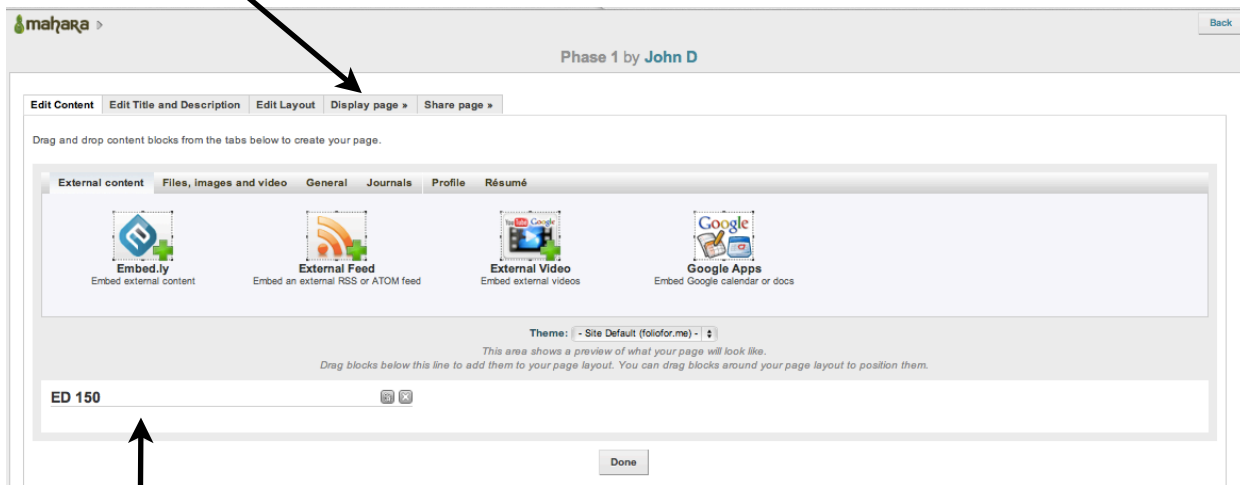 mahara
Back
Phase 1 by John D
Edit Content Edit Title and Description Edit Layout Display page » Share page »
Drag and drop content blocks from the tabs below to create your page.
External content Files, images and video General Journals Profile Résumé
You Tube Google Google
Embed.ly External Feed External Video Google Apps
Embed external content Embed an external RSS or ATOM feed Embed external videos Embed Google calendar or docs
Theme: - Site Default (foliofor.me) -
This area shows a preview of what your page will look like.
Drag blocks below this line to add them to your page layout. You can drag blocks around your page layout to position them.
ED 150
Done